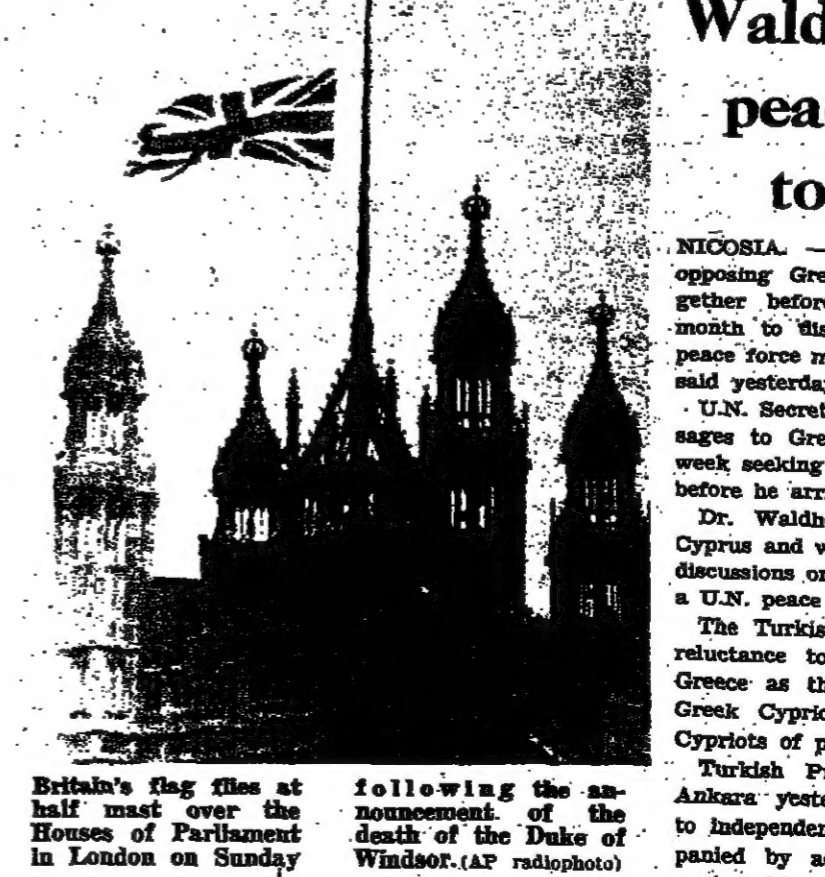 Britain's flag flies at
half mast over the
Houses of Parliament
in London on Sunday
following the an-
nouncement of the
death of the Duke of
Windsor. (AP radiophoto)
Wald
pea
to
NICOSIA. —
opposing Gre
gether before
month to dis
peace force m
said yesterday
U.N. Secret
sages to Gre
week seeking
before he arr
Dr. Waldh
Cyprus and v
discussions on
a U.N. peace
The Turkis
reluctance to
Greece as th
Greek Cyprio
Cypriots of p
Turkish Pr
Ankara yeste
to independen
panied by a